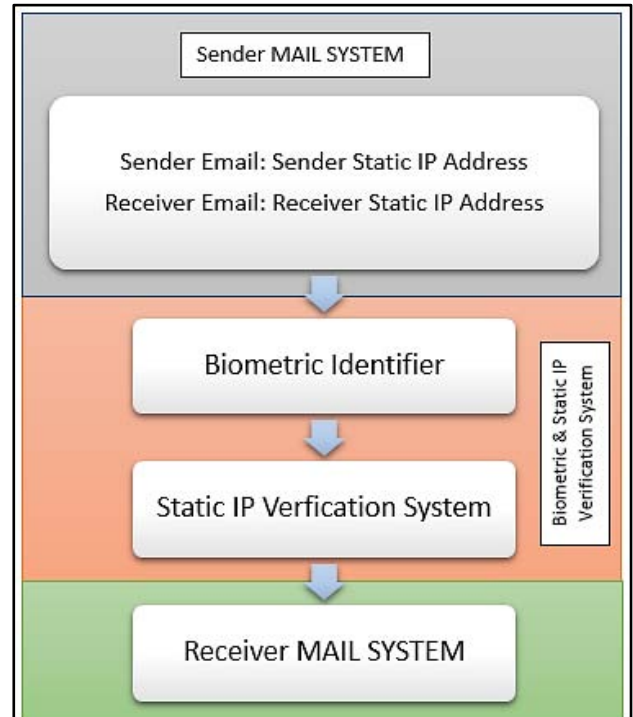 Sender MAIL SYSTEM
Sender Email: Sender Static IP Address
Receiver Email: Receiver Static IP Address
Biometric Identifier
Biometric & Static IP
Verification System
Static IP Verfication System
Receiver MAIL SYSTEM